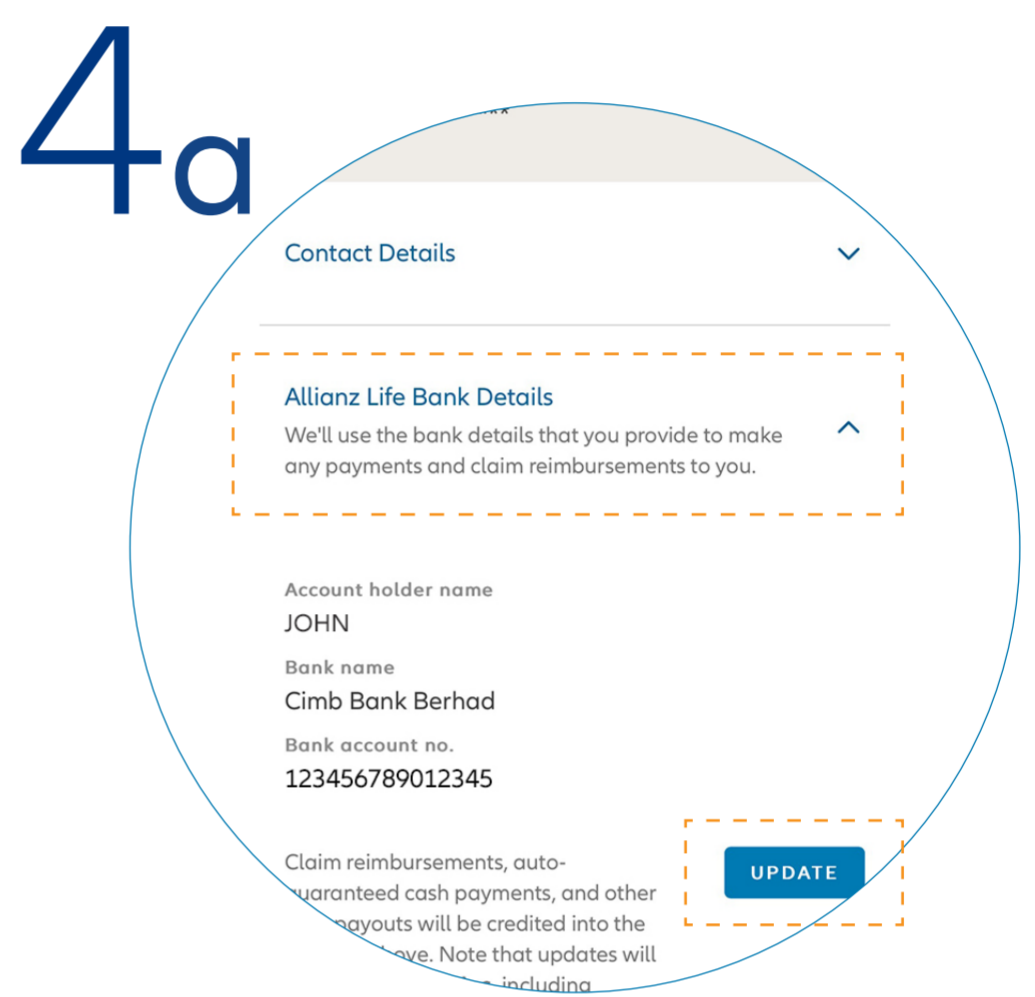 4a
Contact Details
Allianz Life Bank Details
We'll use the bank details that you provide to make
any payments and claim reimbursements to you.
Account holder name
JOHN
Bank name
Cimb Bank Berhad
Bank account no.
123456789012345
Claim reimbursements, auto-
guaranteed cash payments, and other
payouts will be credited into the
Note that updates will
including
UPDATE